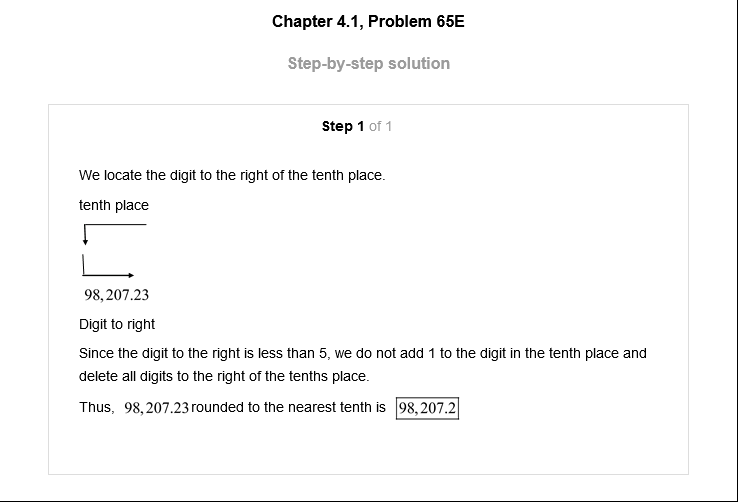 Chapter 4.1, Problem 65E
Step-by-step solution
Step 1 of 1
We locate the digit to the right of the tenth place.
tenth place
98,207.23
Digit to right
Since the digit to the right is less than 5, we do not add 1 to the digit in the tenth place and
delete all digits to the right of the tenths place.
Thus, 98,207.23 rounded to the nearest tenth is 98,207.2